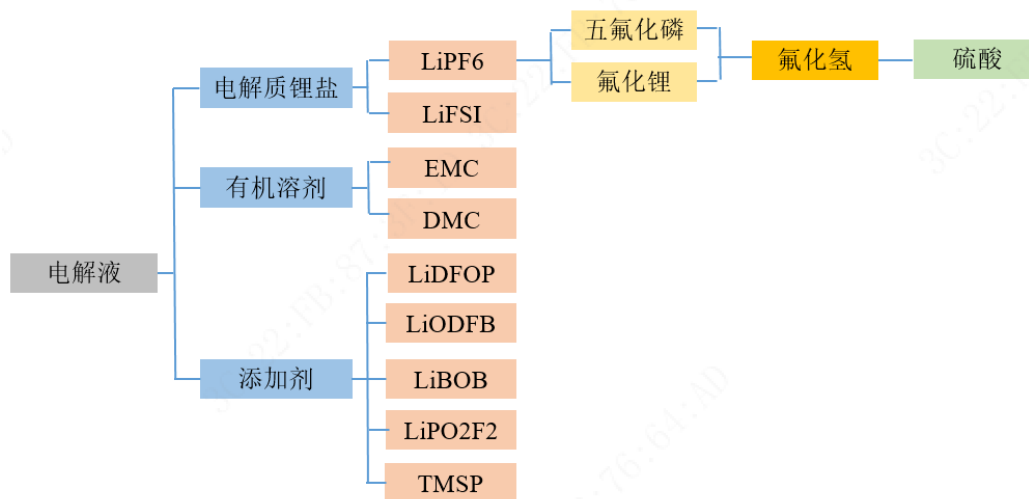 五氟化磷
LiPF6
氟化氢
硫酸
电解质锂盐
氟化锂
LiFSI
EMC
有机溶剂
DMC
电解液
LiDFOP
LiODFB
添加剂
LiBOB
LiPO2F2
TMSP